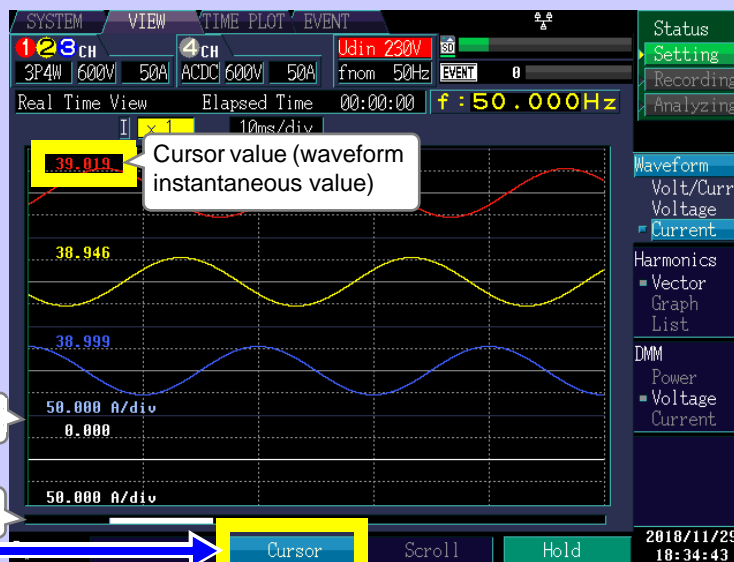 SYSTEM VIEW TIME PLOT EVENT
1 2 3 CH 4 CH Udin 230V SD
3P4W 600V 50A ACDC 600V 50A fnom 50Hz EVENT 0
Real Time View Elapsed Time 00:00:00 f:50.000Hz
I × 1 10ms/div
39.019
Cursor value (waveform
instantaneous value)
38.946
38.999
50.000 A/div
0.000
50.000 A/div
Cursor Scroll Hold
Status
Setting
Recording
Analyzing
Waveform
Volt/Curr
Voltage
Current
Harmonics
Vector
Graph
List
DMM
Power
Voltage
Current
2018/11/29
18:34:43